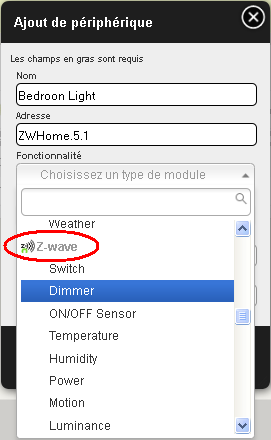 Ajout de périphérique
Les champs en gras sont requis
Nom
Bedroon Light
Adresse
ZWHome.5.1
Fonctionnalité
Choisissez un type de module
Weather
Z-wave
Switch
Dimmer
ON/OFF Sensor
Temperature
Humidity
Power
Motion
Luminance